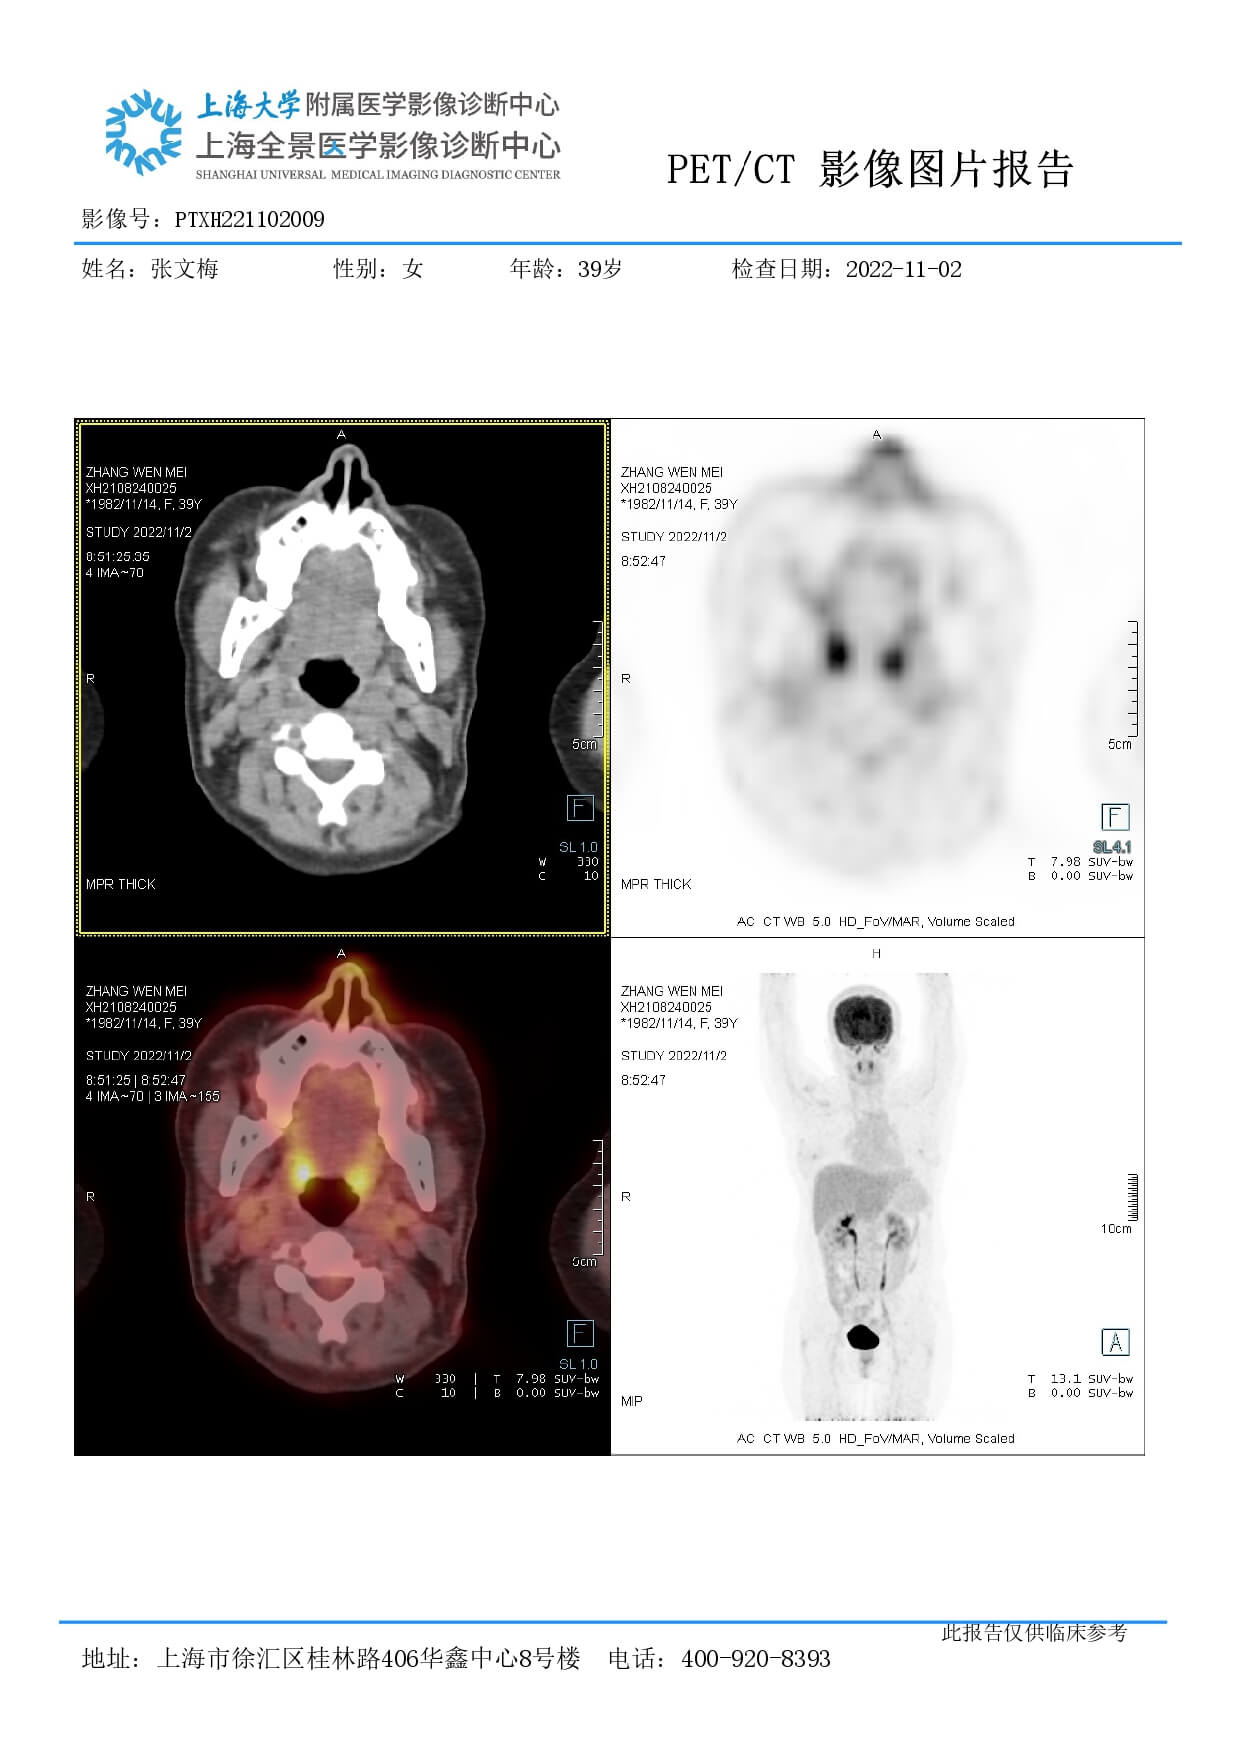 上海大学附属医学影像诊断中心
上海全景医学影像诊断中心
SHANGHAI UNIVERSAL MEDICAL IMAGING DIAGNOSTIC CENTER
PET/CT 影像图片报告
影像号：PTXH221102009
姓名：张文梅 性别：女 年龄：39岁 检查日期：2022-11-02
A
ZHANG WEN MEI
XH2108240025
*1982/11/14, F, 39Y
STUDY 2022/11/2
8:51:25.35
4 IMA~70
R
5cm
F
SL 1.0
W 330
C 10
MPR THICK
A
ZHANG WEN MEI
XH2108240025
*1982/11/14, F, 39Y
STUDY 2022/11/2
8:52:47
R
5cm
F
SL4.1
T 7.98 SUV-bw
B 0.00 SUV-bw
MPR THICK
AC CT WB 5.0 HD_FoV/MAR, Volume Scaled
A
ZHANG WEN MEI
XH2108240025
*1982/11/14, F, 39Y
STUDY 2022/11/2
8:51:25 | 8:52:47
4 IMA~70 | 3 IMA~155
R
5cm
F
SL 1.0
W 330 | T 7.98 SUV-bw
C 10 | B 0.00 SUV-bw
H
ZHANG WEN MEI
XH2108240025
*1982/11/14, F, 39Y
STUDY 2022/11/2
8:52:47
R
10cm
A
T 13.1 SUV-bw
B 0.00 SUV-bw
MIP
AC CT WB 5.0 HD_FoV/MAR, Volume Scaled
此报告仅供临床参考
地址：上海市徐汇区桂林路406华鑫中心8号楼 电话：400-920-8393